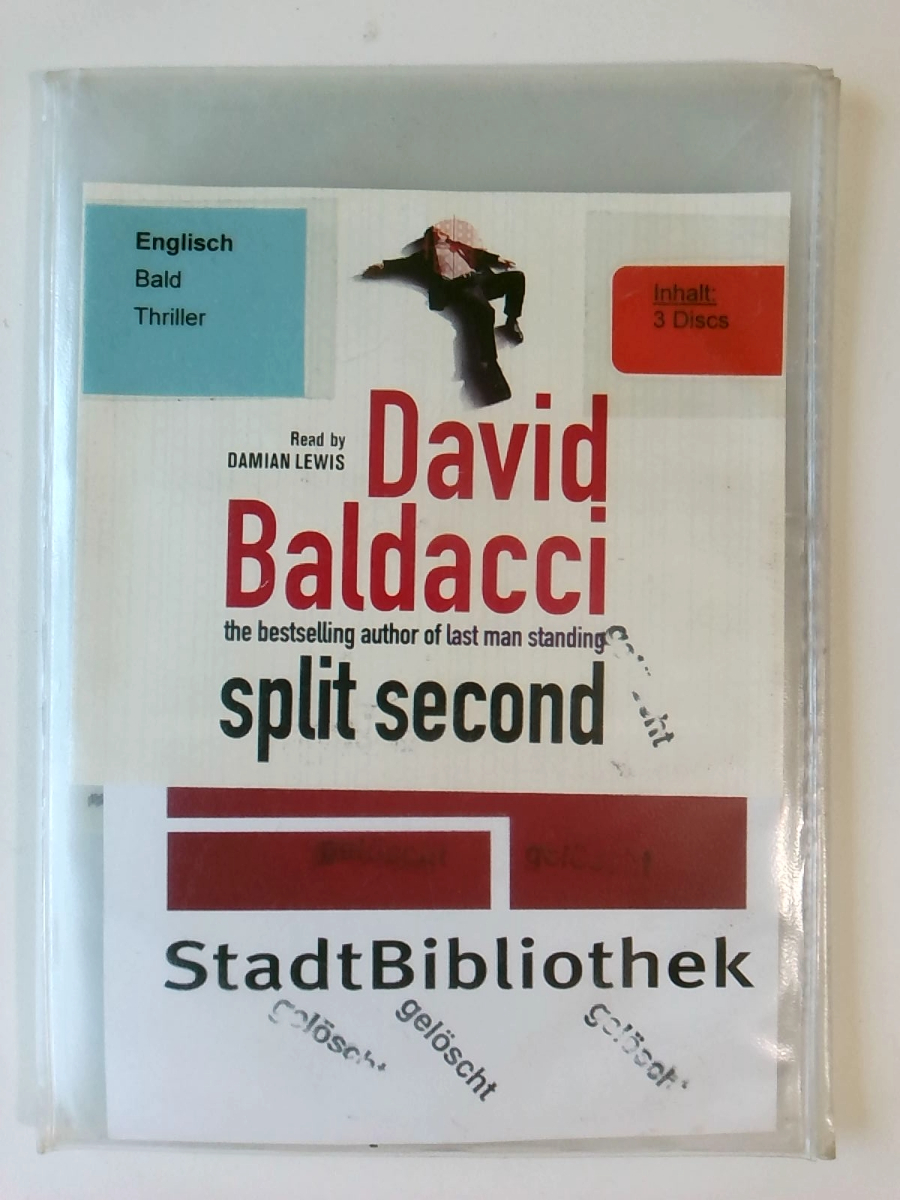 Englisch
Bald
Thriller
Inhalt:
3 Discs
Read by
DAMIAN LEWIS
David
Baldacci
the bestselling author of last man standing
split second
gelöscht
gelöscht
StadtBibliothek
gelöscht
gelöscht
gelöscht